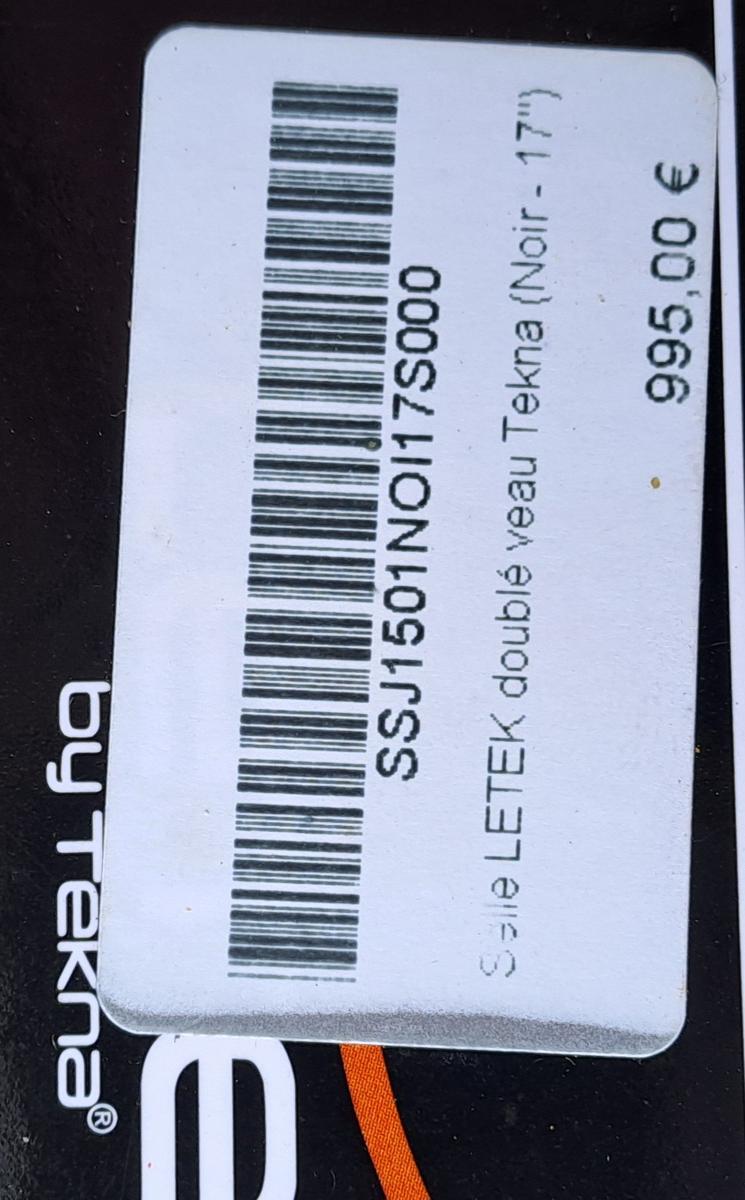 SSJ1501NOI17S000
Selle LETEK doublé veau Tekna (Noir - 17")
995,00 €
by Tekna®
e